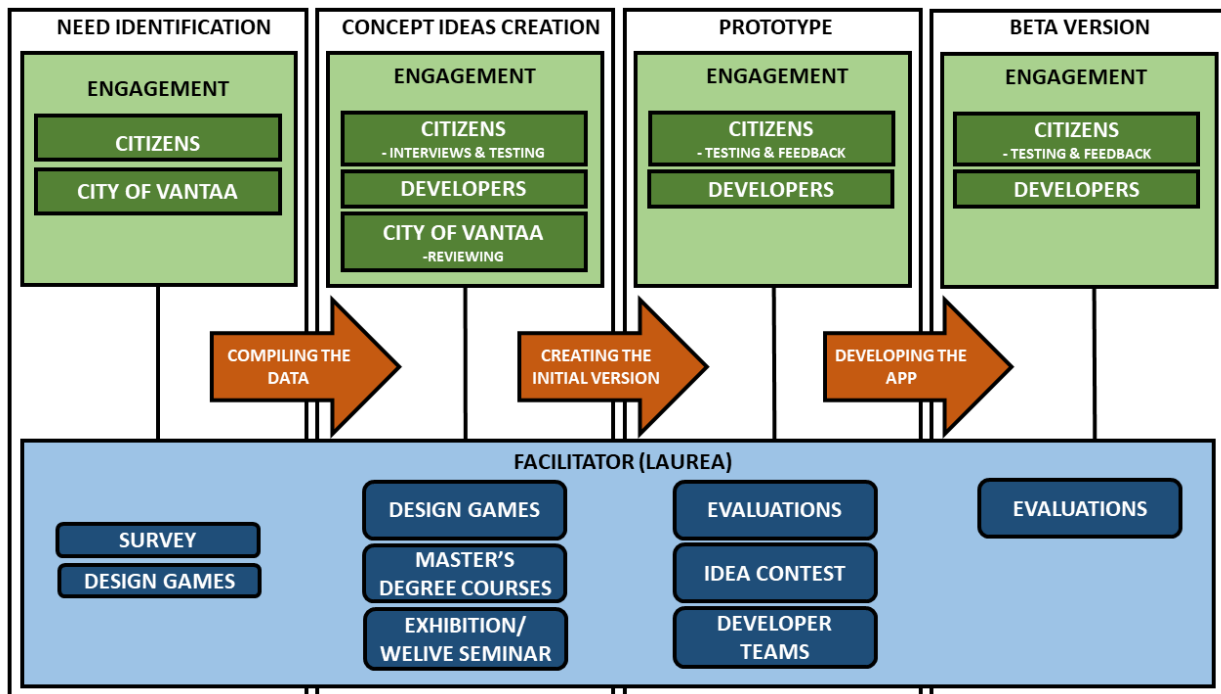 NEED IDENTIFICATION
ENGAGEMENT
CITIZENS
CITY OF VANTAA
CONCEPT IDEAS CREATION
ENGAGEMENT
CITIZENS
- INTERVIEWS & TESTING
DEVELOPERS
CITY OF VANTAA
-REVIEWING
PROTOTYPE
ENGAGEMENT
CITIZENS
- TESTING & FEEDBACK
DEVELOPERS
BETA VERSION
ENGAGEMENT
CITIZENS
- TESTING & FEEDBACK
DEVELOPERS
COMPILING THE
DATA
CREATING THE
INITIAL VERSION
DEVELOPING THE
APP
FACILITATOR (LAUREA)
SURVEY
DESIGN GAMES
DESIGN GAMES
MASTER'S
DEGREE COURSES
EXHIBITION/
WELIVE SEMINAR
EVALUATIONS
IDEA CONTEST
DEVELOPER
TEAMS
EVALUATIONS